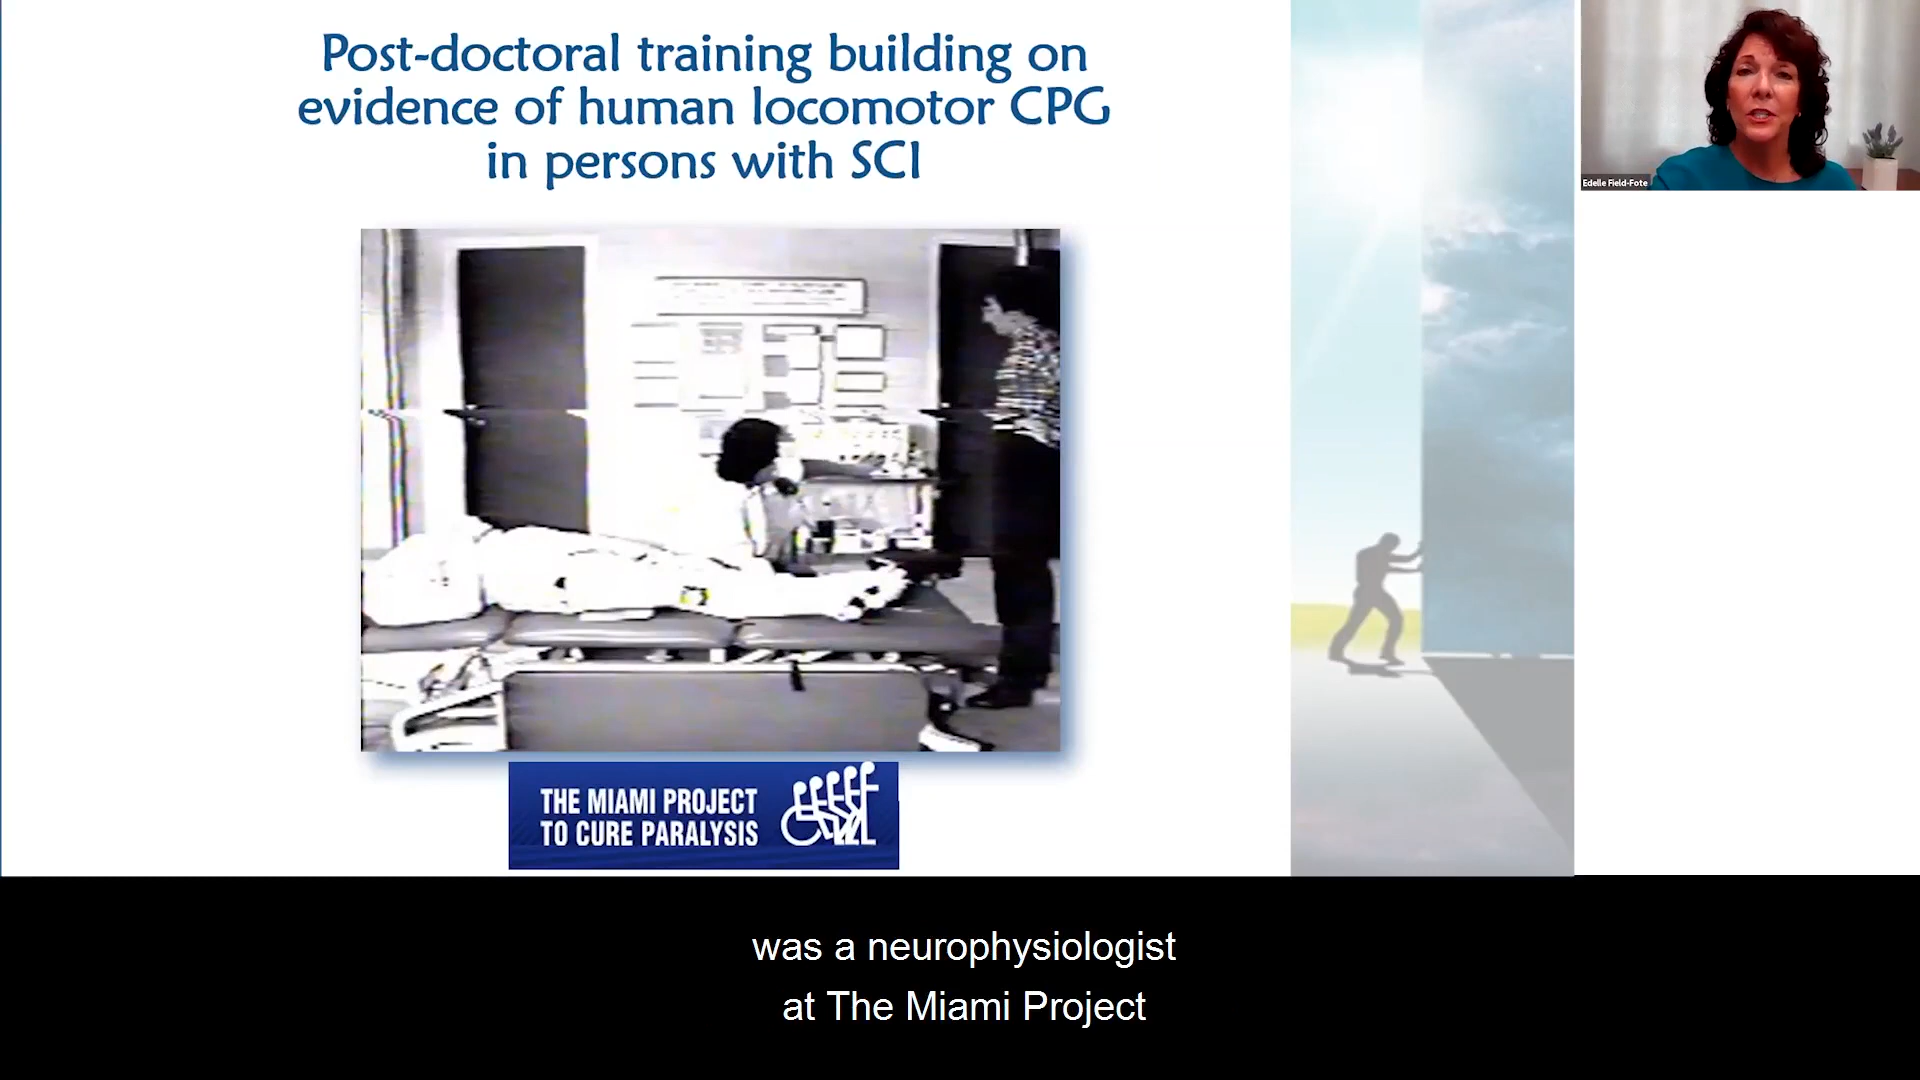 Post-doctoral training building on
evidence of human locomotor CPG
in persons with SCI
Edelle Field-Fote
THE MIAMI PROJECT
TO CURE PARALYSIS
was a neurophysiologist
at The Miami Project